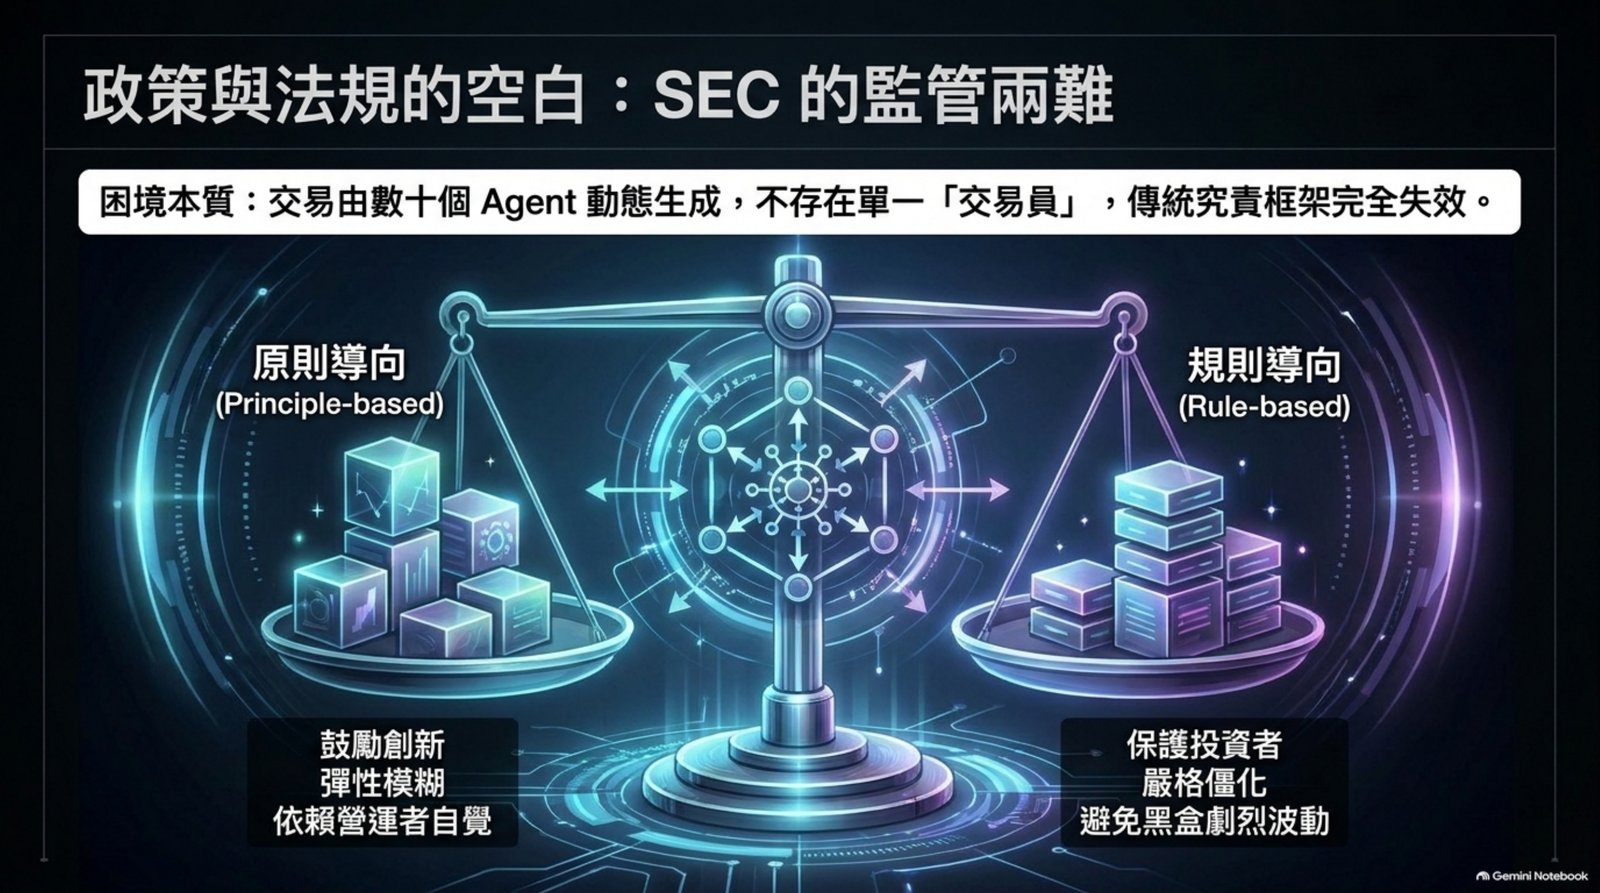 政策與法規的空白：SEC 的監管兩難
困境本質：交易由數十個 Agent 動態生成，不存在單一「交易員」，傳統究責框架完全失效。
原則導向
(Principle-based)
規則導向
(Rule-based)
鼓勵創新
彈性模糊
依賴營運者自覺
保護投資者
嚴格僵化
避免黑盒劇烈波動
Gemini Notebook